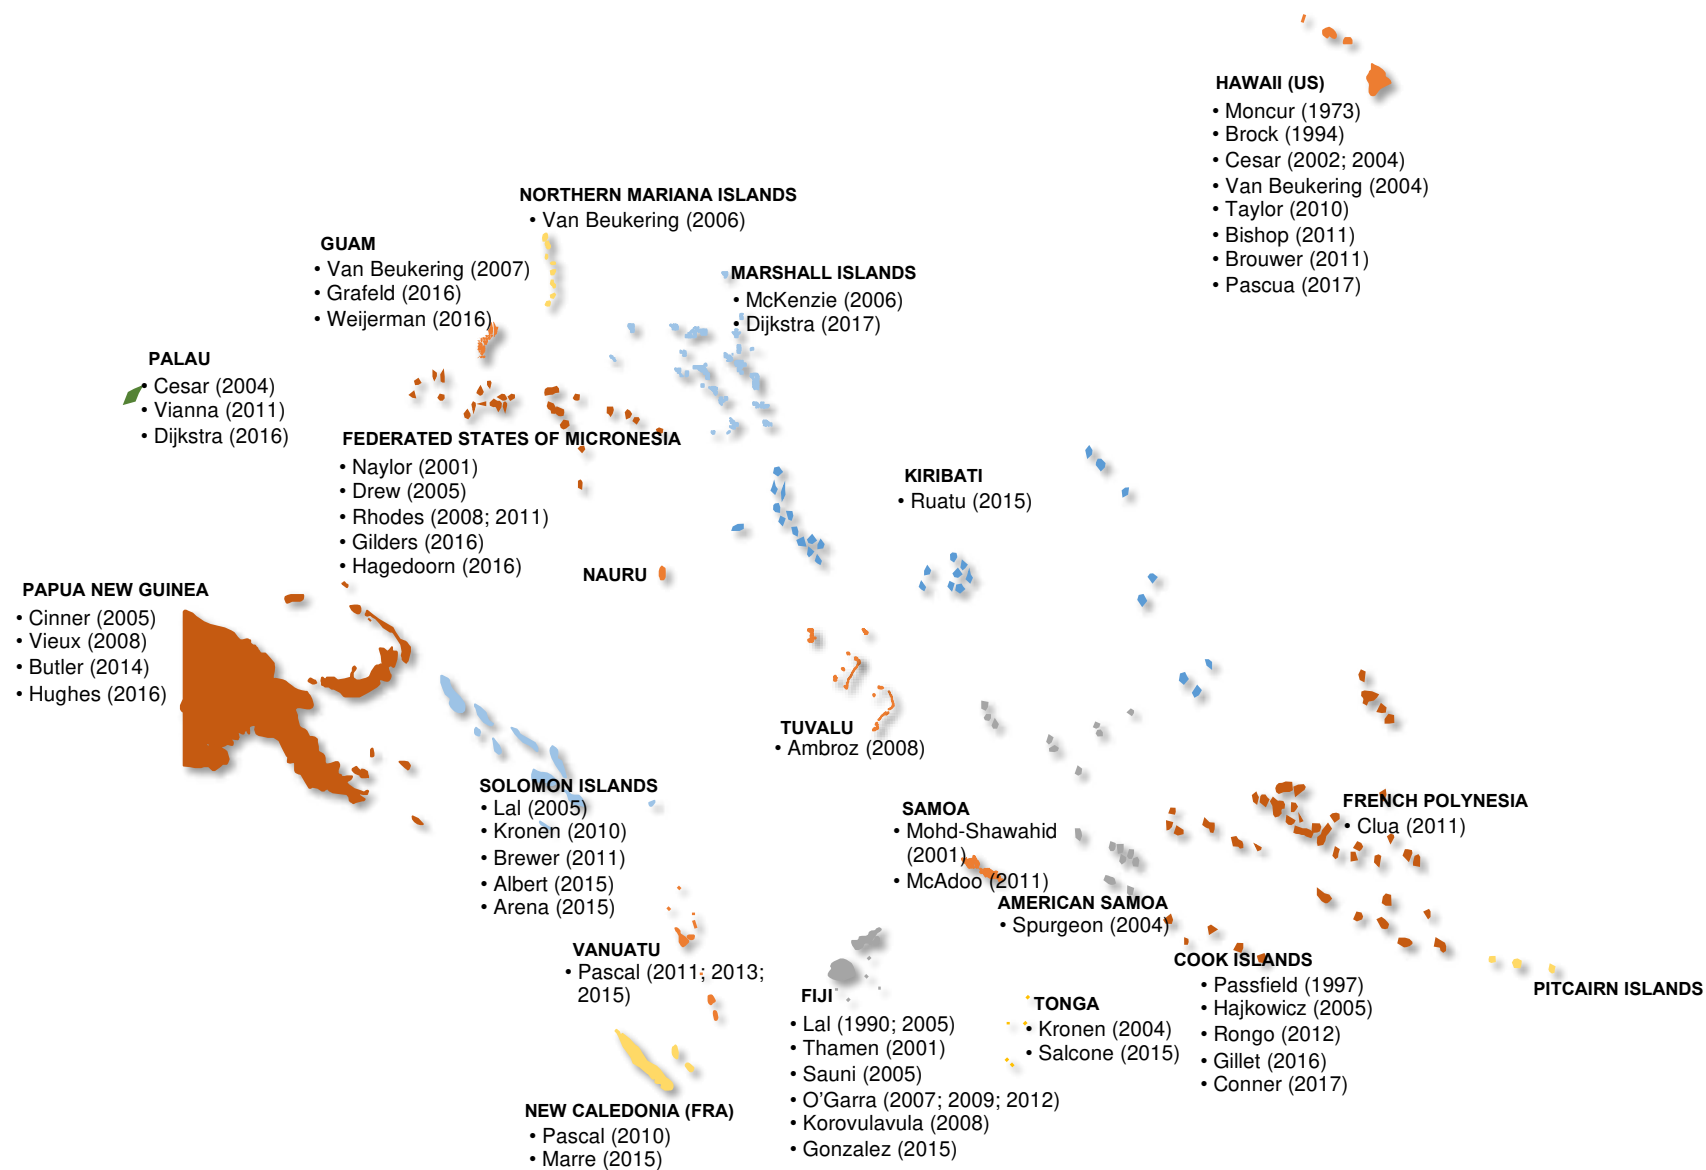 HAWAII (US)
• Moncur (1973)
• Brock (1994)
• Cesar (2002; 2004)
• Van Beukering (2004)
• Taylor (2010)
• Bishop (2011)
• Brouwer (2011)
• Pascua (2017)
NORTHERN MARIANA ISLANDS
• Van Beukering (2006)
GUAM
• Van Beukering (2007)
• Grafeld (2016)
• Weijerman (2016)
MARSHALL ISLANDS
• McKenzie (2006)
• Dijkstra (2017)
PALAU
• Cesar (2004)
• Vianna (2011)
• Dijkstra (2016)
FEDERATED STATES OF MICRONESIA
• Naylor (2001)
• Drew (2005)
• Rhodes (2008; 2011)
• Gilders (2016)
• Hagedoorn (2016)
KIRIBATI
• Ruatu (2015)
NAURU
PAPUA NEW GUINEA
• Cinner (2005)
• Vieux (2008)
• Butler (2014)
• Hughes (2016)
TUVALU
• Ambroz (2008)
SOLOMON ISLANDS
• Lal (2005)
• Kronen (2010)
• Brewer (2011)
• Albert (2015)
• Arena (2015)
SAMOA
• Mohd-Shawahid
(2001)
• McAdoo (2011)
FRENCH POLYNESIA
• Clua (2011)
AMERICAN SAMOA
• Spurgeon (2004)
VANUATU
• Pascal (2011; 2013;
2015)
COOK ISLANDS
• Passfield (1997)
• Hajkowicz (2005)
• Rongo (2012)
• Gillet (2016)
• Conner (2017)
PITCAIRN ISLANDS
FIJI
• Lal (1990; 2005)
• Thamen (2001)
• Sauni (2005)
• O'Garra (2007; 2009; 2012)
• Korovulavula (2008)
• Gonzalez (2015)
TONGA
• Kronen (2004)
• Salcone (2015)
NEW CALEDONIA (FRA)
• Pascal (2010)
• Marre (2015)